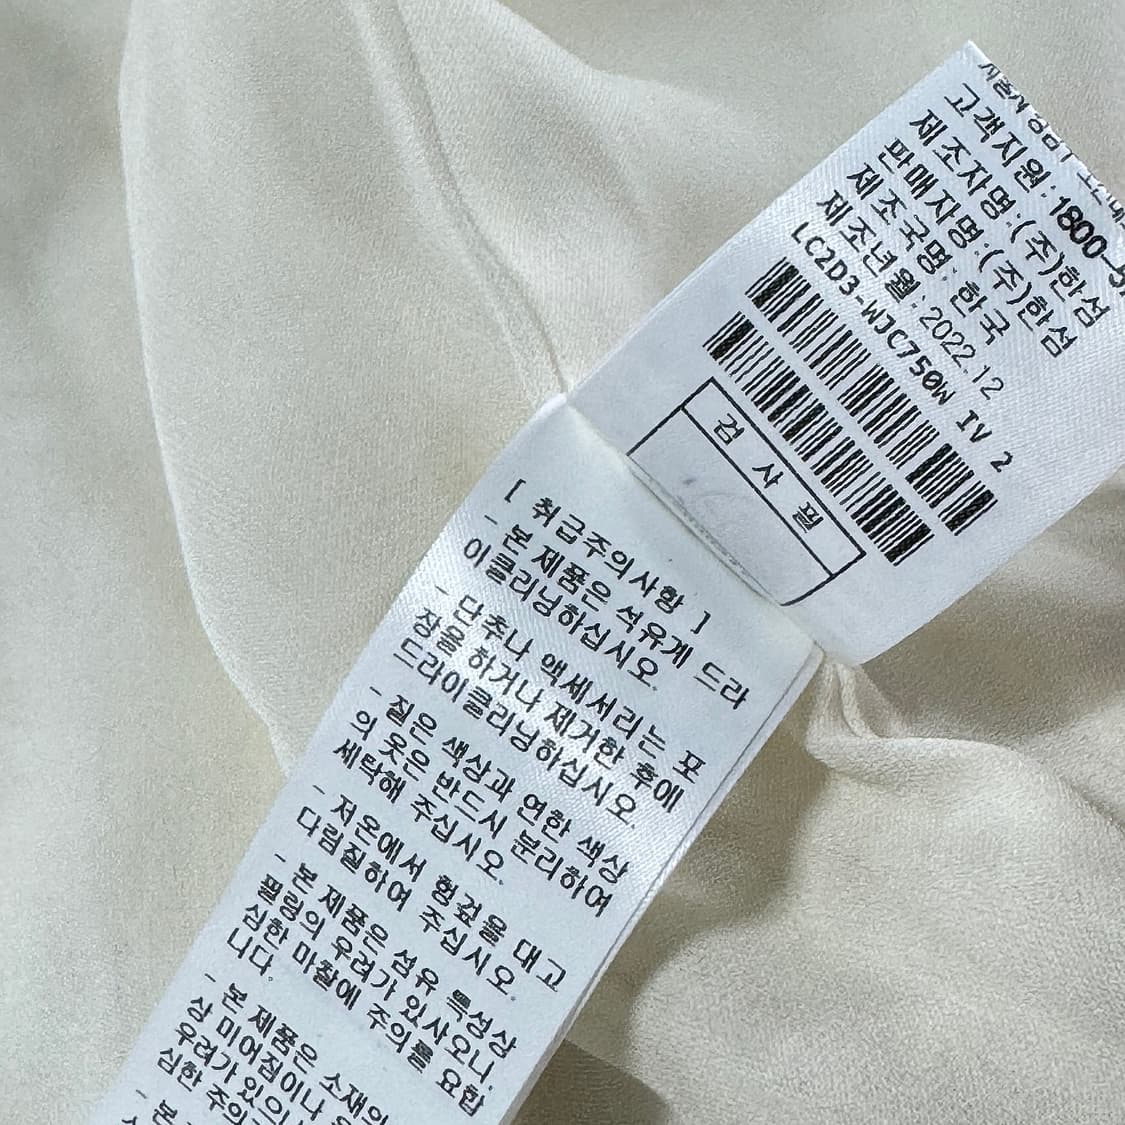 고객지원:1800-5
제조자명:(주)한섬
판매자명:(주)한섬
제조국명:한국
제조년월:2022.12
LC2D3-WJC750W IV 2
검사필
[ 취급주의사항 ]
- 본 제품은 석유계 드라
이클리닝하십시오.
- 단추나 액세서리는 포
장을 하거나 제거한 후에
드라이클리닝하십시오.
- 짙은 색상과 연한 색상
의 옷은 반드시 분리하여
세탁해 주십시오.
- 저온에서 헝겊을 대고
다림질하여 주십시오.
- 본 제품은 섬유 특성상
필링의 우려가 있사오니,
심한 마찰에 주의를 요합
니다.
- 본 제품은 소재의
상 미어짐이나
우려가 있으
심한 주의
- 본